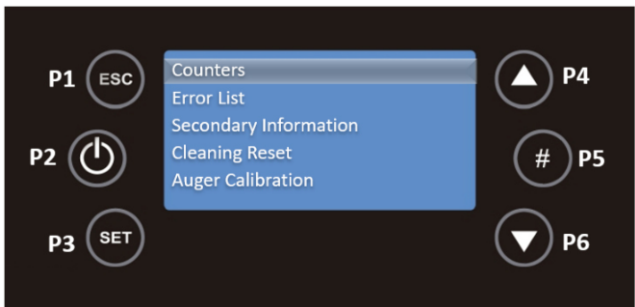 P1 ESC
P2
P3 SET
Counters
Error List
Secondary Information
Cleaning Reset
Auger Calibration
P4
# P5
P6